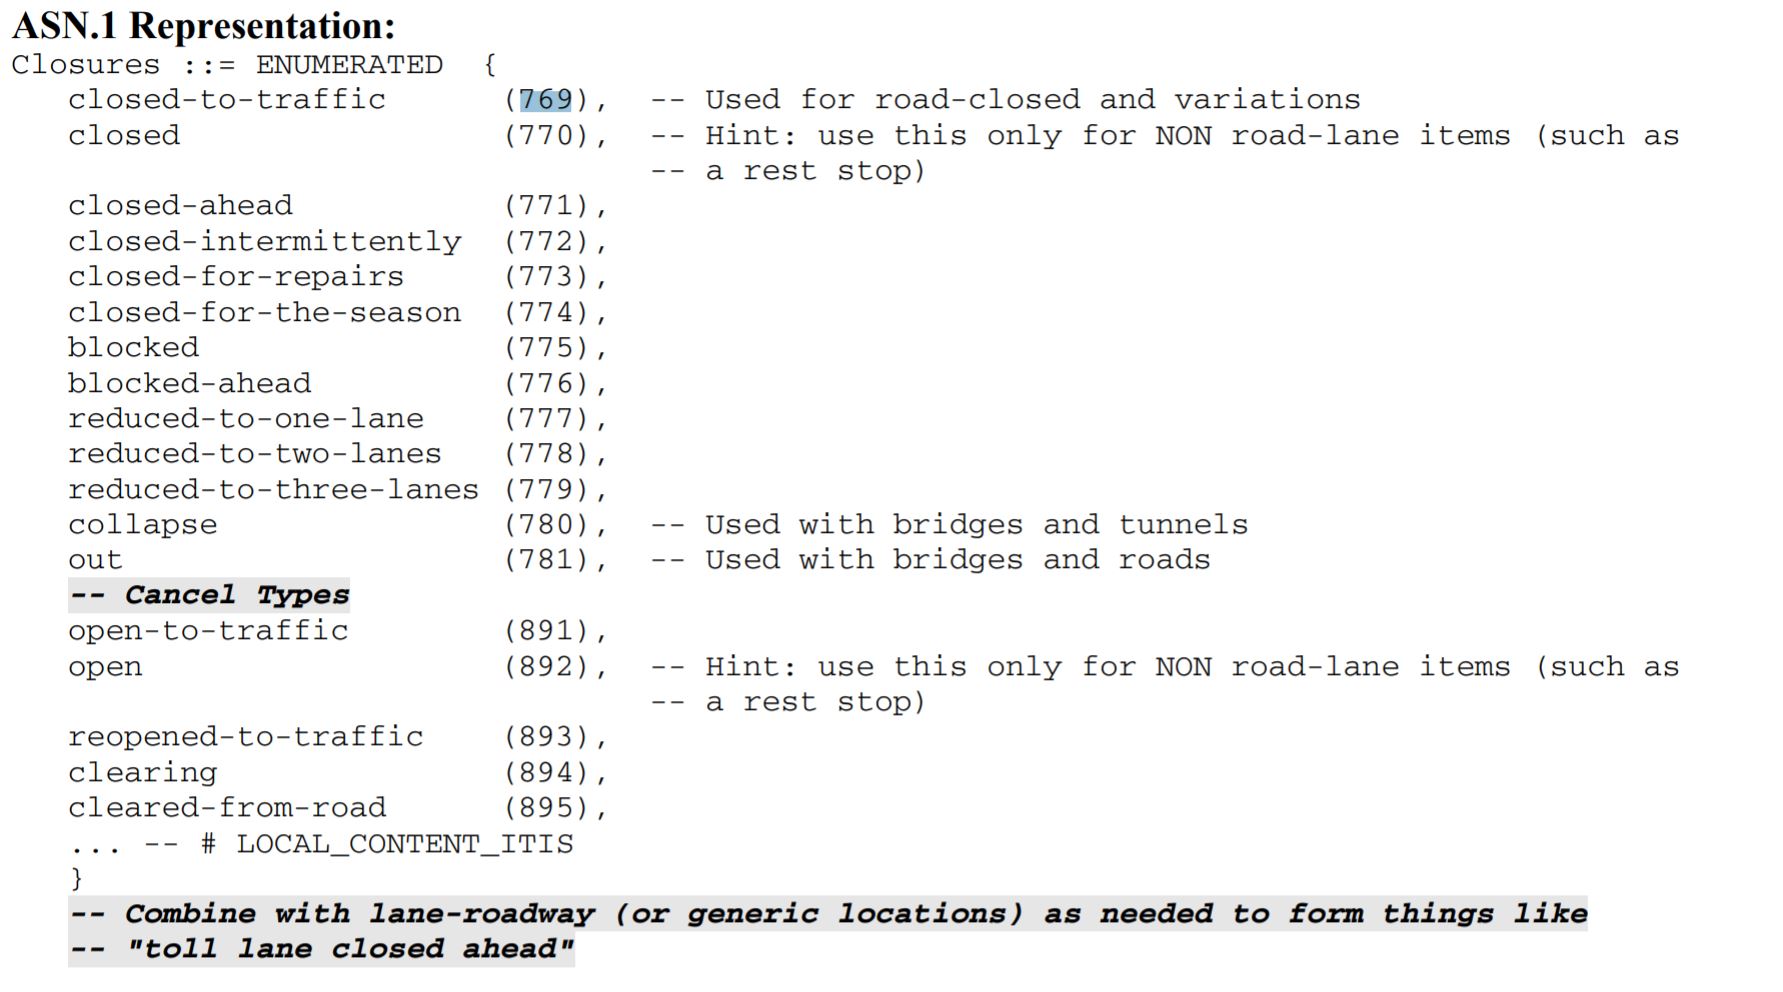 ASN.1 Representation:
Closures ::= ENUMERATED  {
closed-to-traffic (769), -- Used for road-closed and variations
closed (770), -- Hint: use this only for NON road-lane items (such as
-- a rest stop)
closed-ahead (771),
closed-intermittently (772),
closed-for-repairs (773),
closed-for-the-season (774),
blocked (775),
blocked-ahead (776),
reduced-to-one-lane (777),
reduced-to-two-lanes (778),
reduced-to-three-lanes (779),
collapse (780), -- Used with bridges and tunnels
out (781), -- Used with bridges and roads
-- Cancel Types
open-to-traffic (891),
open (892), -- Hint: use this only for NON road-lane items (such as
-- a rest stop)
reopened-to-traffic (893),
clearing (894),
cleared-from-road (895),
... -- # LOCAL_CONTENT_ITIS
}
-- Combine with lane-roadway (or generic locations) as needed to form things like
-- "toll lane closed ahead"